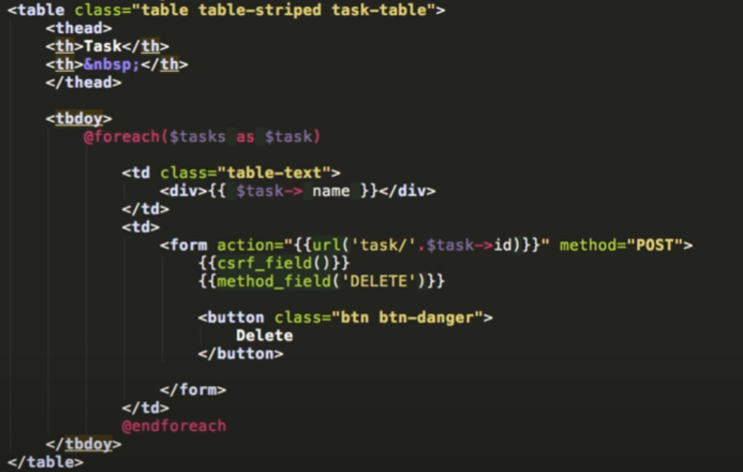 <table class="table table-striped task-table">
<thead>
<th>Task</th>
<th>&nbsp;</th>
</thead>
<tbdoy>
@foreach($tasks as $task)
<td class="table-text">
<div>{{ $task-> name }}</div>
</td>
<td>
<form action="{{url('task/'.$task->id)}}" method="POST">
{{csrf_field()}}
{{method_field('DELETE')}}
<button class="btn btn-danger">
Delete
</button>
</form>
</td>
@endforeach
</tbdoy>
</table>